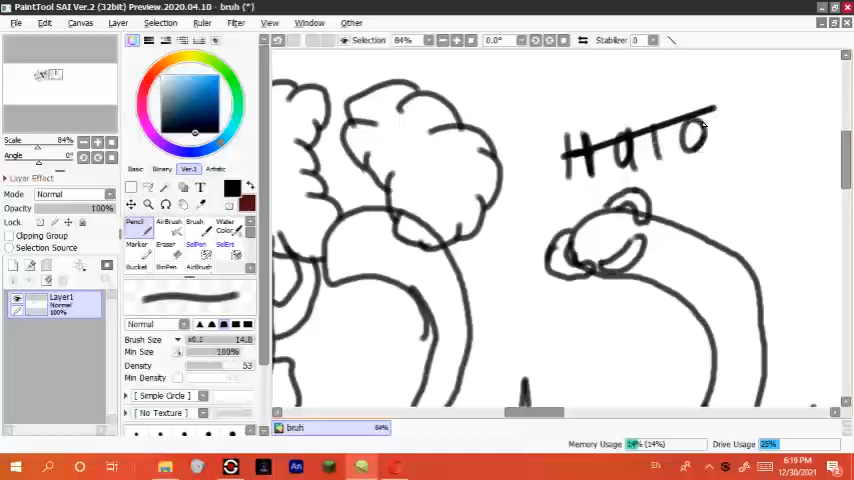 PaintTool SAI Ver.2 (32bit) Preview.2020.04.10 - bruh (*)
File Edit Canvas Layer Selection Ruler Filter View Window Other
Selection 84% 0.0° Stabilizer 0
Scale 84%
Angle 0°
Layer Effect
Mode Normal
Opacity 100%
Lock
Clipping Group
Selection Source
Layer1
Normal
100%
Basic Binary Ver.1 Artistic
Pencil AirBrush Brush Water Color
Marker Eraser SelPen SelErs
Bucket BinPen AirBrush
Normal
Brush Size x0.1 14.0
Min Size 100%
Density 53
Min Density
[ Simple Circle ]
[ No Texture ]
bruh 84%
Memory Usage 14% (14%) Drive Usage 25%
An EN 6:19 PM
12/30/2021